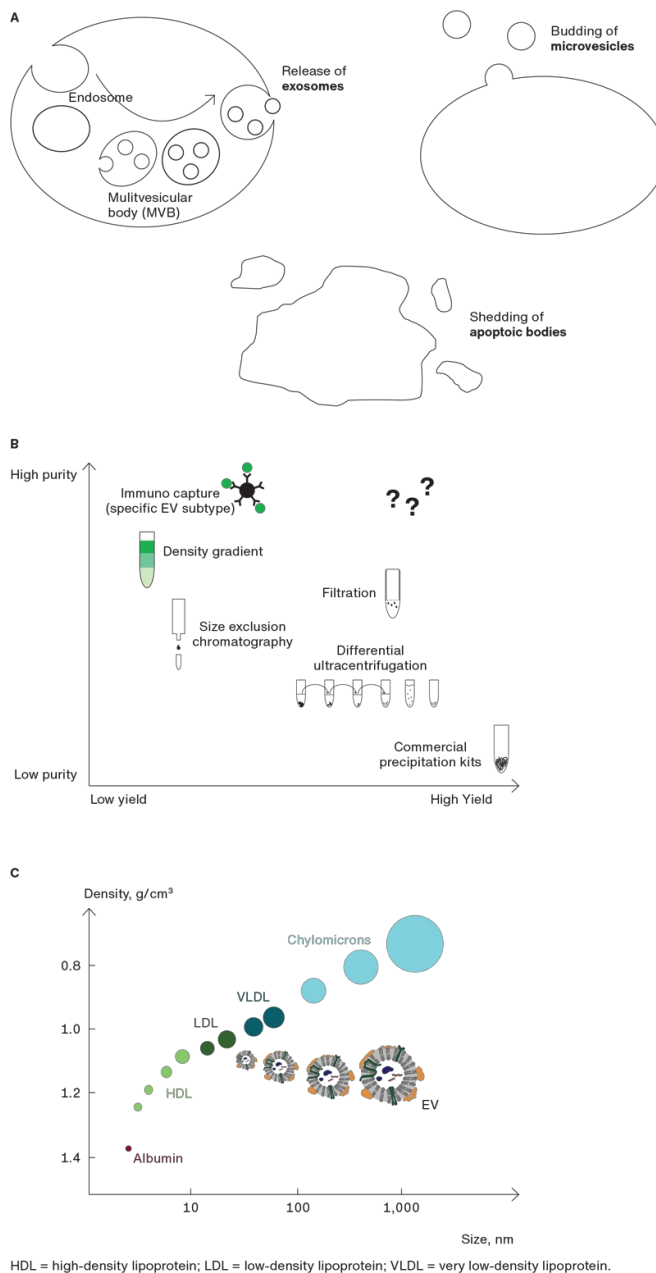 A
Endosome
Release of
exosomes
Mulitvesicular
body (MVB)
Budding of
microvesicles
Shedding of
apoptoic bodies
B
High purity
Immuno capture
(specific EV subtype)
? ? ?
Density gradient
Filtration
Size exclusion
chromatography
Differential
ultracentrifugation
Commercial
precipitation kits
Low purity
Low yield
High Yield
C
Density, g/cm³
Chylomicrons
0.8
VLDL
LDL
1.0
HDL
1.2
EV
Albumin
1.4
10
100
1,000
Size, nm
HDL = high-density lipoprotein; LDL = low-density lipoprotein; VLDL = very low-density lipoprotein.